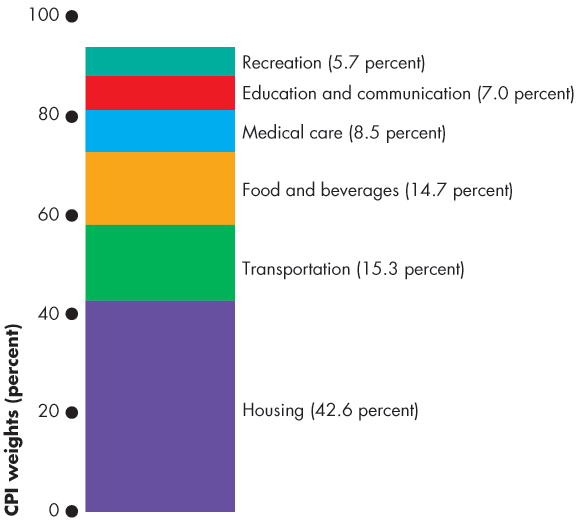 100
Recreation (5.7 percent)
Education and communication (7.0 percent)
80
Medical care (8.5 percent)
Food and beverages (14.7 percent)
60
Transportation (15.3 percent)
40
Housing (42.6 percent)
20
0
CPI weights (percent)